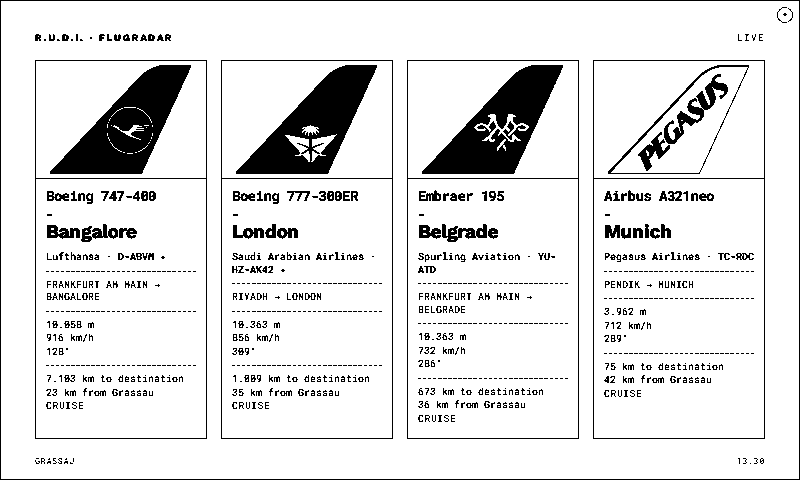 R.U.D.I. · FLUGRADAR
LIVE
Boeing 747-400
-
Bangalore
Lufthansa · D-ABVM ✦
FRANKFURT AM MAIN →
BANGALORE
10.058 m
916 km/h
128°
7.103 km to destination
23 km from Grassau
CRUISE
Boeing 777-300ER
-
London
Saudi Arabian Airlines ·
HZ-AK42 ✦
RIYADH → LONDON
10.363 m
856 km/h
309°
1.009 km to destination
35 km from Grassau
CRUISE
Embraer 195
-
Belgrade
Spurling Aviation · YU-
ATD
FRANKFURT AM MAIN →
BELGRADE
10.363 m
732 km/h
286°
673 km to destination
36 km from Grassau
CRUISE
PEGASUS
Airbus A321neo
-
Munich
Pegasus Airlines · TC-RDC
PENDIK → MUNICH
3.962 m
712 km/h
289°
75 km to destination
42 km from Grassau
CRUISE
GRASSAU
13.30